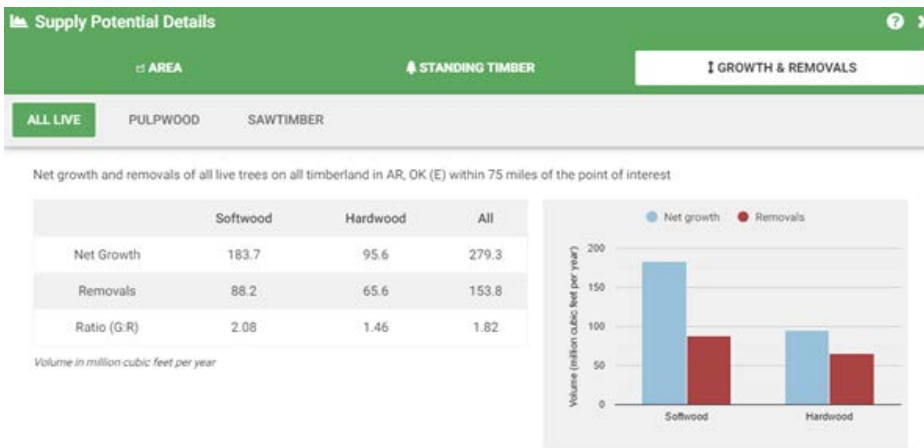 Supply Potential Details
AREA
STANDING TIMBER
GROWTH & REMOVALS
ALL LIVE
PULPWOOD
SAWTIMBER
Net growth and removals of all live trees on all timberland in AR, OK (E) within 75 miles of the point of interest
Softwood Hardwood All
Net Growth 183.7 95.6 279.3
Removals 88.2 65.6 153.8
Ratio (G:R) 2.08 1.46 1.82
Volume in million cubic feet per year
Net growth Removals
Volume (million cubic feet per year)
200
150
100
50
0
Softwood Hardwood